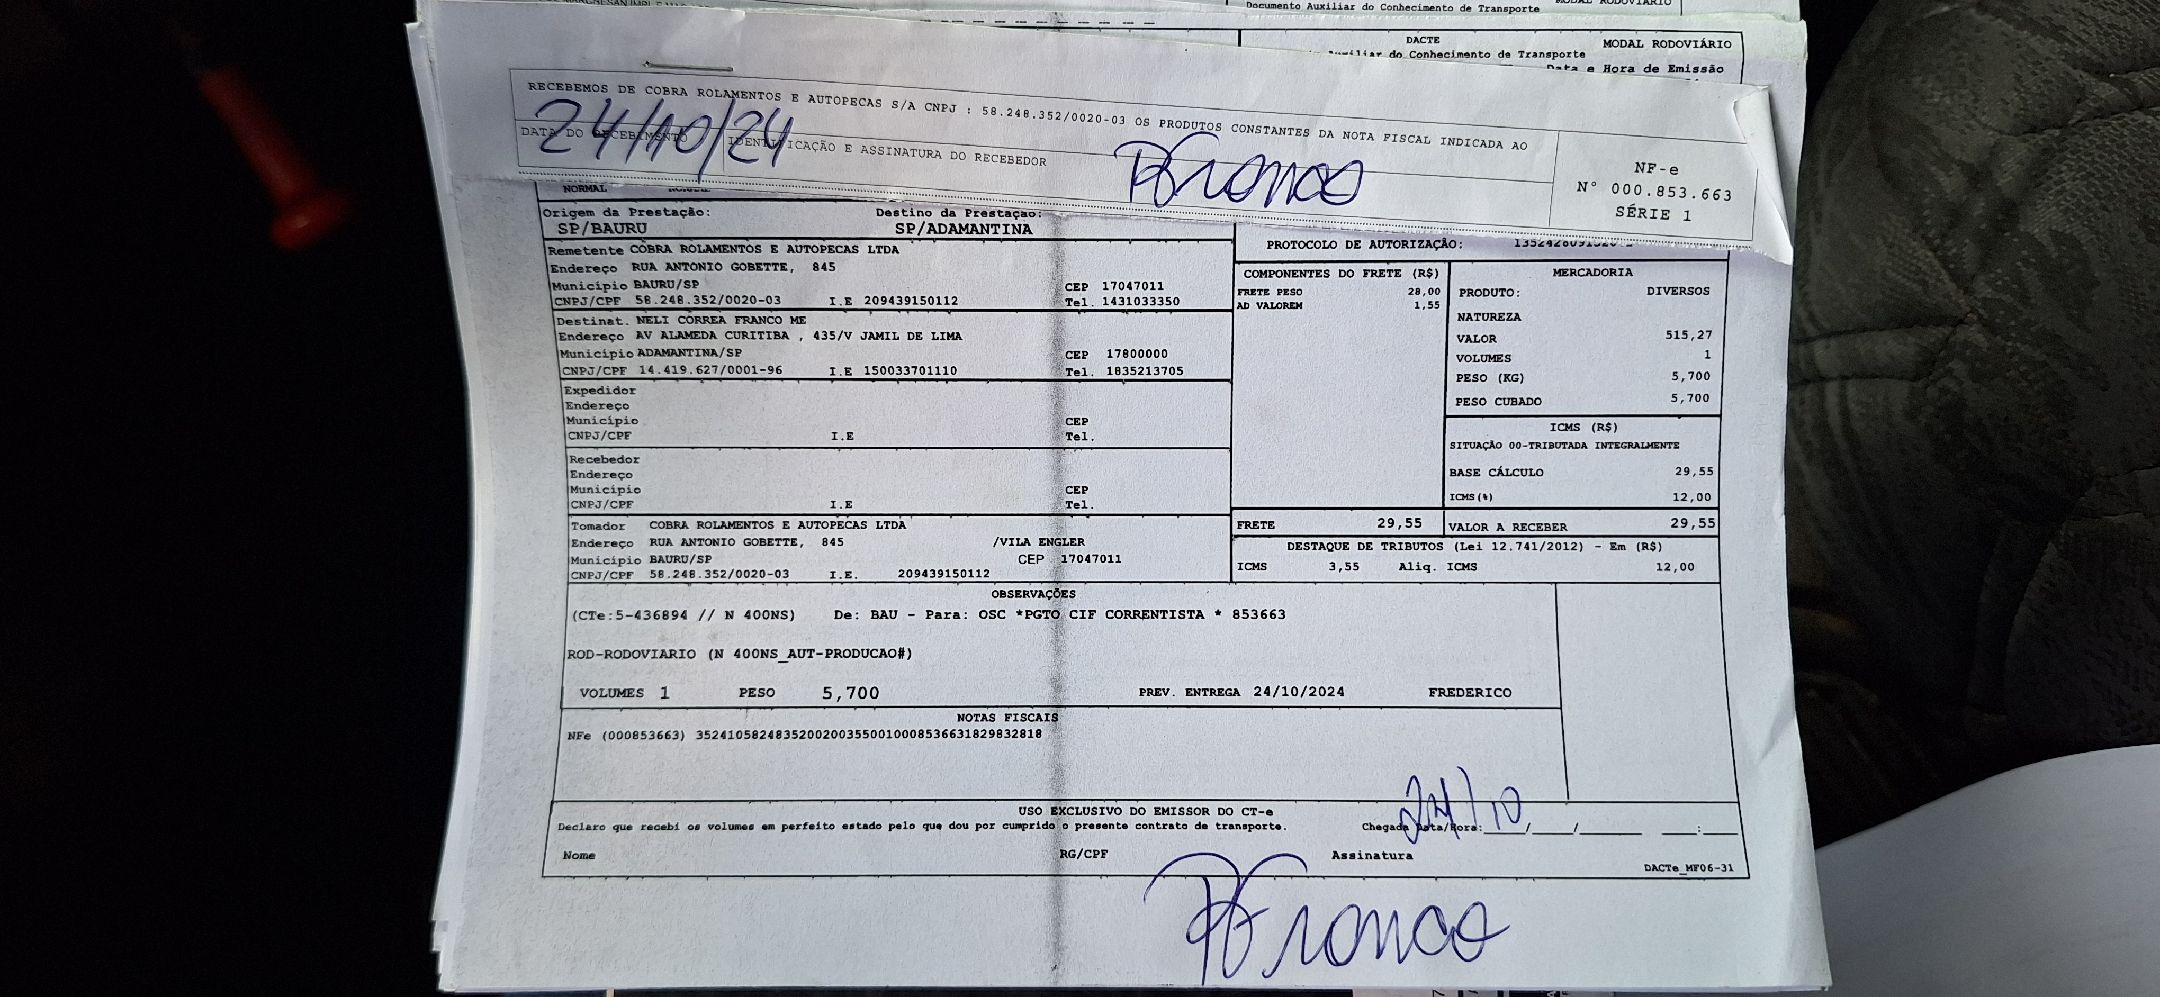 Documento Auxiliar do Conhecimento de Transporte MODAL RODOVIÁRIO
DACTE MODAL RODOVIÁRIO
do Conhecimento de Transporte
Data e Hora de Emissão
RECEBEMOS DE COBRA ROLAMENTOS E AUTOPECAS S/A CNPJ : 58.248.352/0020-03 OS PRODUTOS CONSTANTES DA NOTA FISCAL INDICADA AO
24/10/24
DATA DO RECEBIMENTO IDENTIFICAÇÃO E ASSINATURA DO RECEBEDOR
Franco
NF-e
N° 000.853.663
SÉRIE 1
NORMAL
Origem da Prestação: Destino da Prestação:
SP/BAURU SP/ADAMANTINA
Remetente COBRA ROLAMENTOS E AUTOPECAS LTDA
Endereço RUA ANTONIO GOBETTE, 845
Município BAURU/SP CEP 17047011
CNPJ/CPF 58.248.352/0020-03 I.E 209439150112 Tel. 1431033350
Destinat. NELI CORREA FRANCO ME
Endereço AV ALAMEDA CURITIBA , 435/V JAMIL DE LIMA
Município ADAMANTINA/SP CEP 17800000
CNPJ/CPF 14.419.627/0001-96 I.E 150033701110 Tel. 1835213705
Expedidor
Endereço
Município CEP
CNPJ/CPF I.E Tel.
Recebedor
Endereço
Município CEP
CNPJ/CPF I.E Tel.
Tomador COBRA ROLAMENTOS E AUTOPECAS LTDA
Endereço RUA ANTONIO GOBETTE, 845 /VILA ENGLER
Município BAURU/SP CEP 17047011
CNPJ/CPF 58.248.352/0020-03 I.E. 209439150112
PROTOCOLO DE AUTORIZAÇÃO:
COMPONENTES DO FRETE (R$)
FRETE PESO 28,00
AD VALOREM 1,55
MERCADORIA
PRODUTO: DIVERSOS
NATUREZA
VALOR 515,27
VOLUMES 1
PESO (KG) 5,700
PESO CUBADO 5,700
ICMS (R$)
SITUAÇÃO 00-TRIBUTADA INTEGRALMENTE
BASE CÁLCULO 29,55
ICMS(%) 12,00
FRETE 29,55 VALOR A RECEBER 29,55
DESTAQUE DE TRIBUTOS (Lei 12.741/2012) - Em (R$)
ICMS 3,55 Aliq. ICMS 12,00
OBSERVAÇÕES
(CTe:5-436894 // N 400NS) De: BAU - Para: OSC *PGTO CIF CORRENTISTA * 853663
ROD-RODOVIARIO (N 400NS_AUT-PRODUCAO#)
VOLUMES 1 PESO 5,700 PREV. ENTREGA 24/10/2024 FREDERICO
NOTAS FISCAIS
NFe (000853663) 35241058248352002003550010008536631829832818
USO EXCLUSIVO DO EMISSOR DO CT-e
Declaro que recebi os volumes em perfeito estado pelo que dou por cumprido o presente contrato de transporte. Chegada Data/Hora:____/____/______ ____:____
24/10
Nome RG/CPF Assinatura
DACTe_MF06-31
Franco